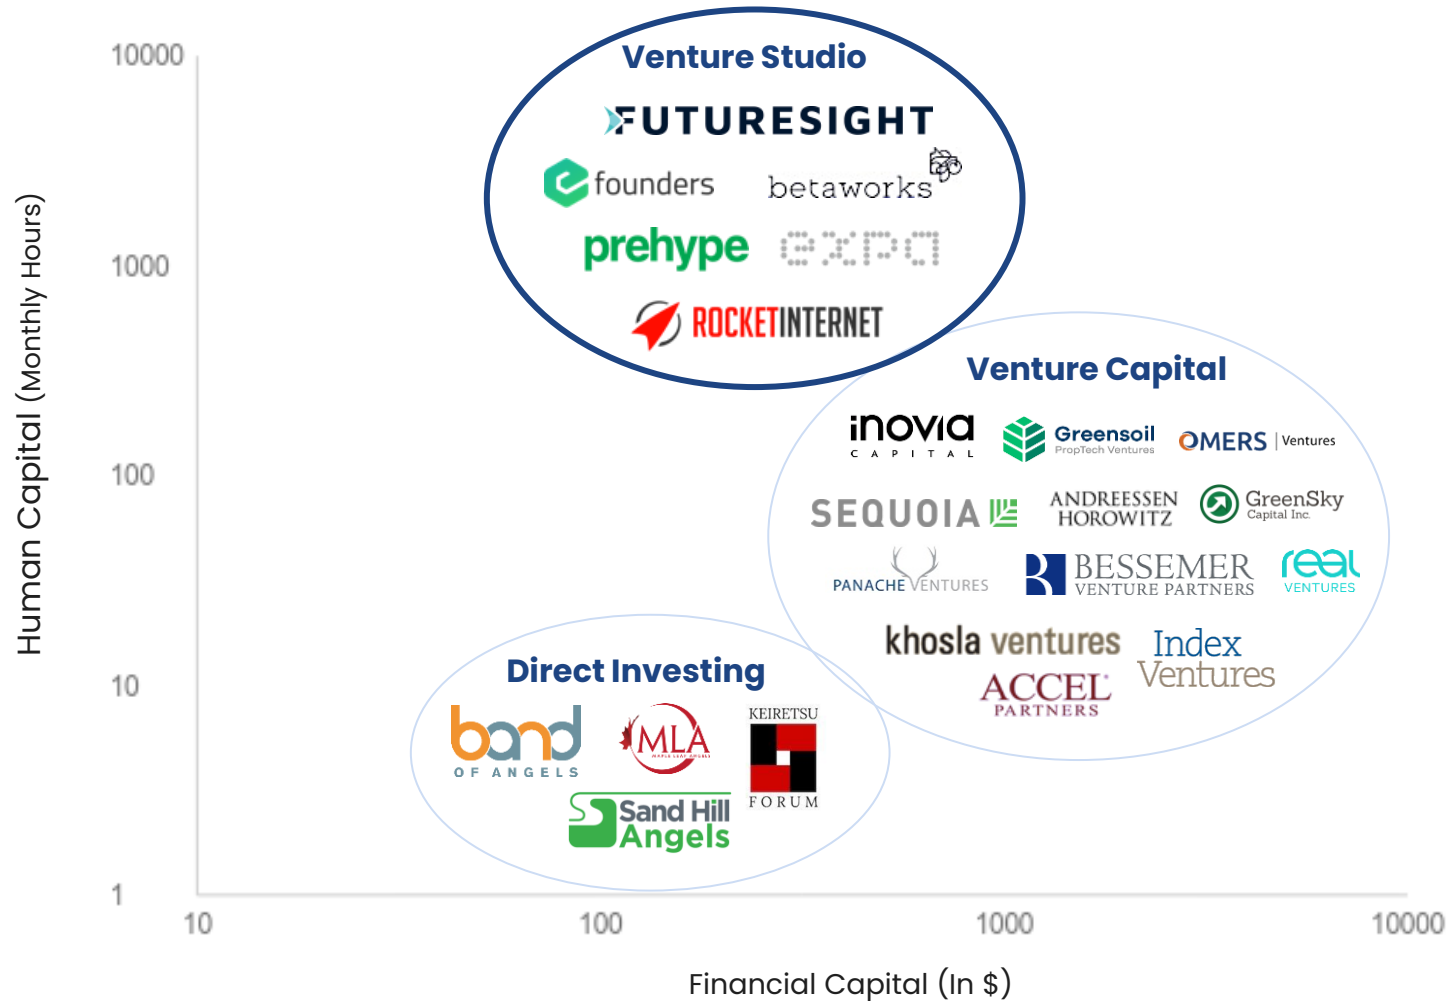 10000
1000
100
10
1
Human Capital (Monthly Hours)
Venture Studio
FUTURESIGHT
founders
betaworks
prehype
expa
ROCKETINTERNET
Venture Capital
inovia
CAPITAL
Greensoil
PropTech Ventures
OMERS | Ventures
SEQUOIA
ANDREESSEN
HOROWITZ
GreenSky
Capital Inc.
PANACHE VENTURES
BESSEMER
VENTURE PARTNERS
real
VENTURES
khosla ventures
Index
Ventures
ACCEL
PARTNERS
Direct Investing
band
OF ANGELS
MLA
MAPLE LEAF ANGELS
KEIRETSU
FORUM
Sand Hill
Angels
10
100
1000
10000
Financial Capital (In $)